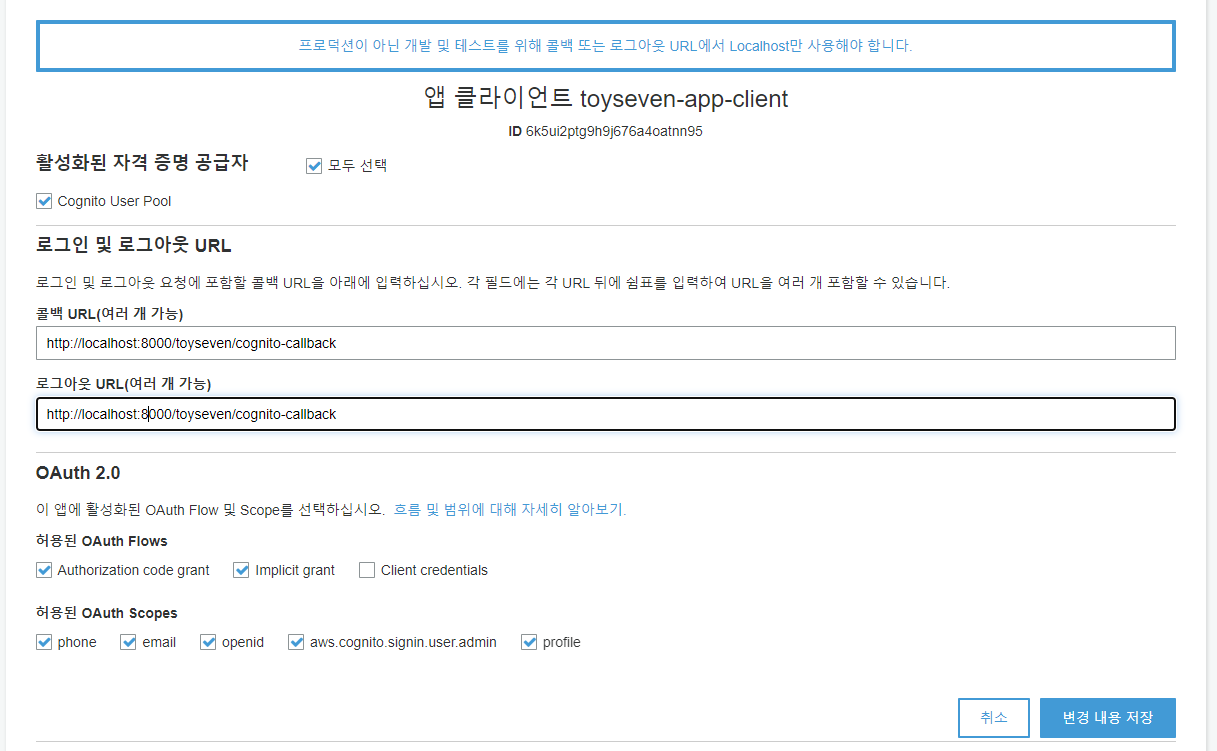 프로덕션이 아닌 개발 및 테스트를 위해 콜백 또는 로그아웃 URL에서 Localhost만 사용해야 합니다.
앱 클라이언트 toyseven-app-client
ID 6k5ui2ptg9h9j676a4oatnn95
활성화된 자격 증명 공급자 모두 선택
Cognito User Pool
로그인 및 로그아웃 URL
로그인 및 로그아웃 요청에 포함할 콜백 URL을 아래에 입력하십시오. 각 필드에는 각 URL 뒤에 쉼표를 입력하여 URL을 여러 개 포함할 수 있습니다.
콜백 URL(여러 개 가능)
http://localhost:8000/toyseven/cognito-callback
로그아웃 URL(여러 개 가능)
http://localhost:8000/toyseven/cognito-callback
OAuth 2.0
이 앱에 활성화된 OAuth Flow 및 Scope를 선택하십시오. 흐름 및 범위에 대해 자세히 알아보기.
허용된 OAuth Flows
Authorization code grant Implicit grant Client credentials
허용된 OAuth Scopes
phone email openid aws.cognito.signin.user.admin profile
취소 변경 내용 저장